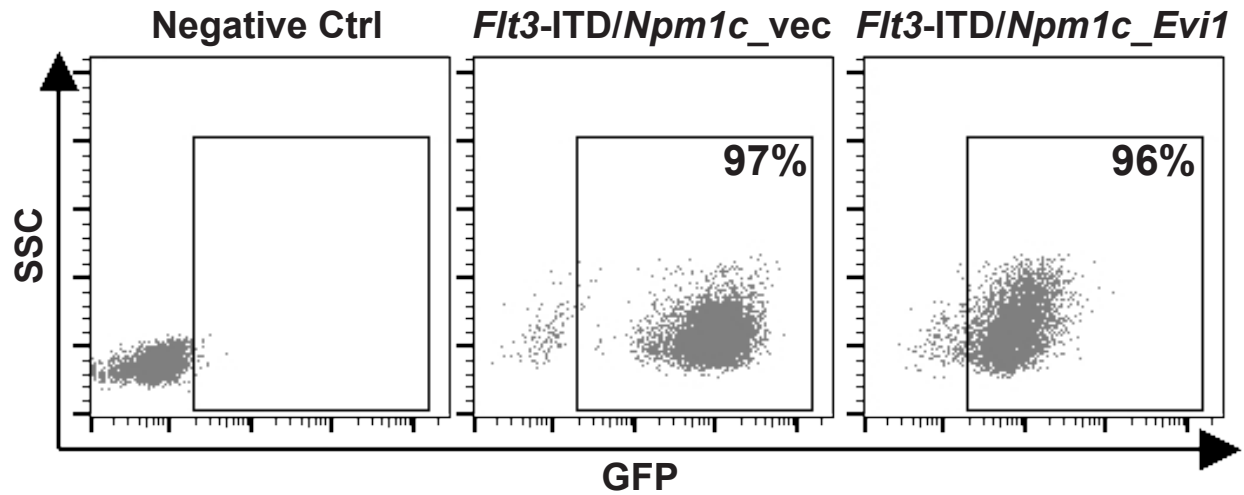 Negative Ctrl
Flt3-ITD/Npm1c_vec
Flt3-ITD/Npm1c_Evi1
97%
96%
SSC
GFP